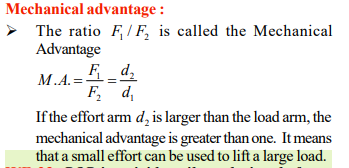 Mechanical advantage :
➤ The ratio F₁ / F₂ is called the Mechanical
Advantage
M.A. = F₁/F₂ = d₂/d₁
If the effort arm d₂ is larger than the load arm, the
mechanical advantage is greater than one. It means
that a small effort can be used to lift a large load.